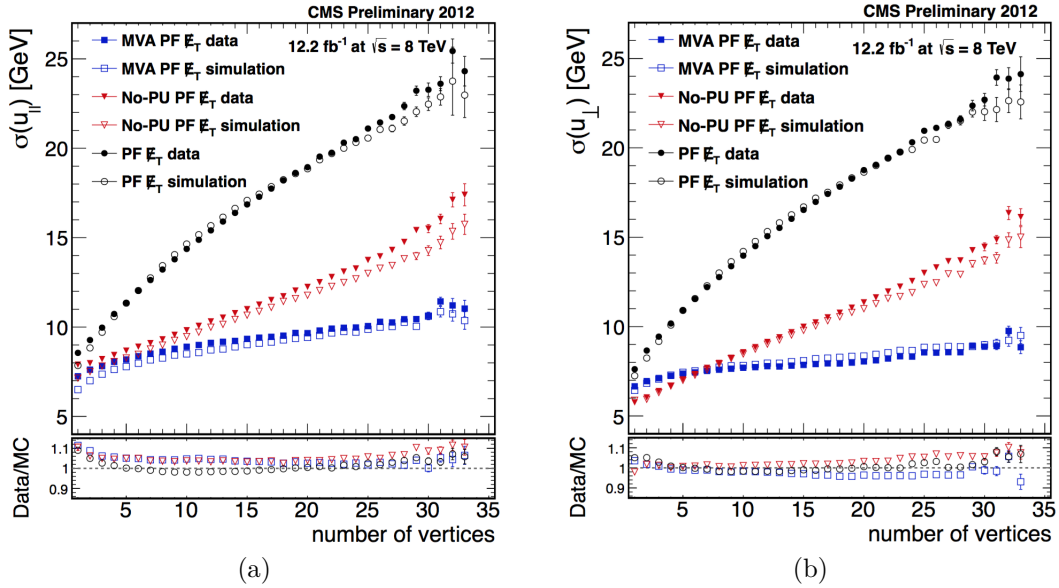 CMS Preliminary 2012
σ(u∥) [GeV]
25
20
15
10
5
MVA PF E̸T data
12.2 fb⁻¹ at √s = 8 TeV
MVA PF E̸T simulation
No-PU PF E̸T data
No-PU PF E̸T simulation
PF E̸T data
PF E̸T simulation
Data/MC
1.1
1
0.9
5 10 15 20 25 30 35
number of vertices
(a)
CMS Preliminary 2012
σ(u⊥) [GeV]
25
20
15
10
5
MVA PF E̸T data
12.2 fb⁻¹ at √s = 8 TeV
MVA PF E̸T simulation
No-PU PF E̸T data
No-PU PF E̸T simulation
PF E̸T data
PF E̸T simulation
Data/MC
1.1
1
0.9
5 10 15 20 25 30 35
number of vertices
(b)